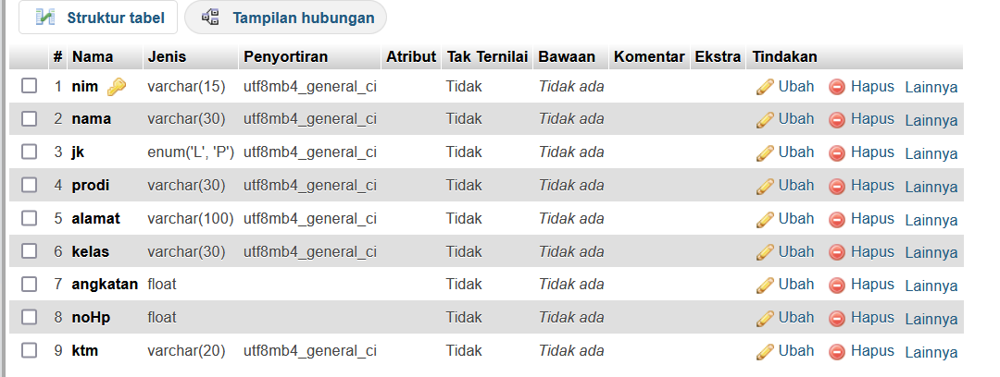 Struktur tabel Tampilan hubungan
# Nama Jenis Penyortiran Atribut Tak Ternilai Bawaan Komentar Ekstra Tindakan
1 nim varchar(15) utf8mb4_general_ci Tidak Tidak ada Ubah Hapus Lainnya
2 nama varchar(30) utf8mb4_general_ci Tidak Tidak ada Ubah Hapus Lainnya
3 jk enum('L', 'P') utf8mb4_general_ci Tidak Tidak ada Ubah Hapus Lainnya
4 prodi varchar(30) utf8mb4_general_ci Tidak Tidak ada Ubah Hapus Lainnya
5 alamat varchar(100) utf8mb4_general_ci Tidak Tidak ada Ubah Hapus Lainnya
6 kelas varchar(30) utf8mb4_general_ci Tidak Tidak ada Ubah Hapus Lainnya
7 angkatan float Tidak Tidak ada Ubah Hapus Lainnya
8 noHp float Tidak Tidak ada Ubah Hapus Lainnya
9 ktm varchar(20) utf8mb4_general_ci Tidak Tidak ada Ubah Hapus Lainnya